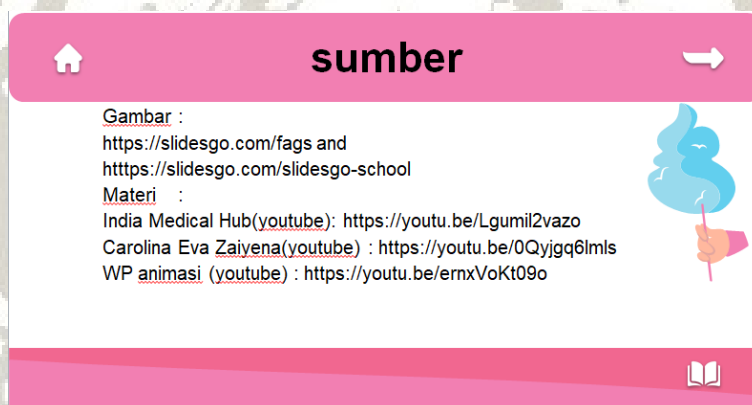 sumber
Gambar :
https://slidesgo.com/fags and
htttps://slidesgo.com/slidesgo-school
Materi :
India Medical Hub(youtube): https://youtu.be/Lgumil2vazo
Carolina Eva Zaiyena(youtube) : https://youtu.be/0Qyjgq6lmls
WP animasi (youtube) : https://youtu.be/ernxVoKt09o